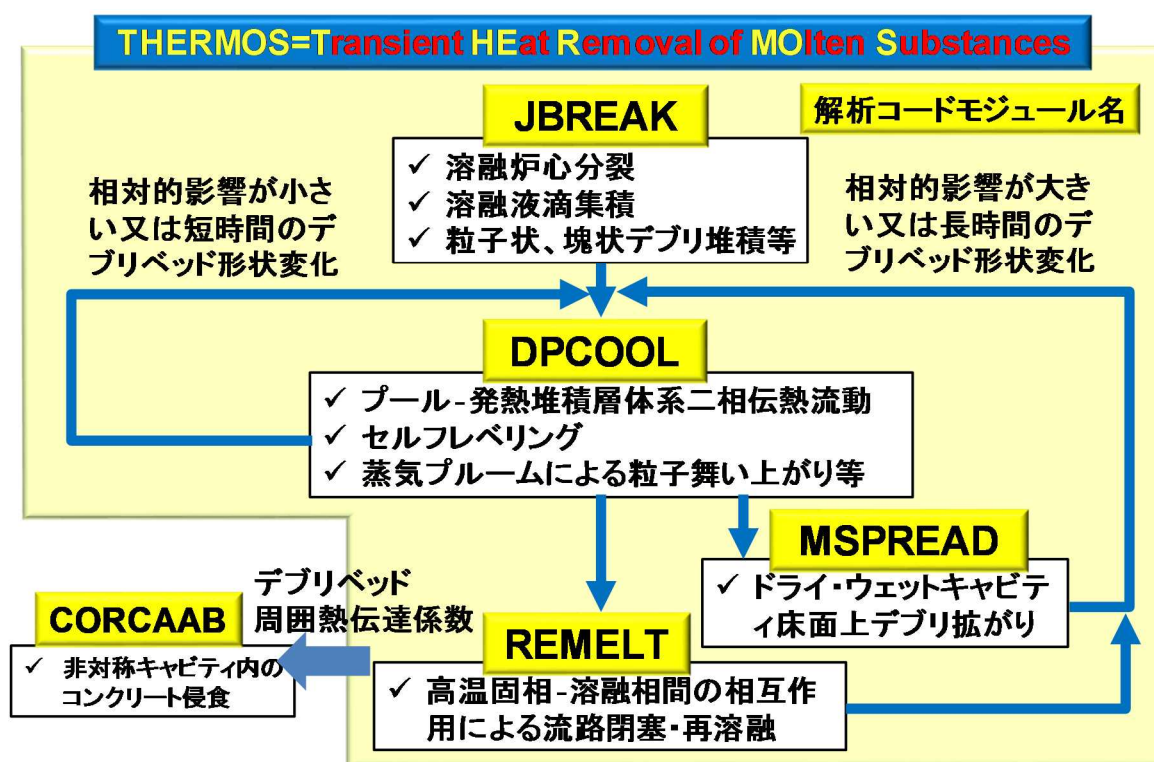 THERMOS=Transient HEat Removal of MOlten Substances
JBREAK
解析コードモジュール名
✓ 溶融炉心分裂
✓ 溶融液滴集積
✓ 粒子状、塊状デブリ堆積等
相対的影響が小さ
い又は短時間のデ
ブリベッド形状変化
相対的影響が大き
い又は長時間のデ
ブリベッド形状変化
DPCOOL
✓ プール-発熱堆積層体系二相伝熱流動
✓ セルフレベリング
✓ 蒸気プルームによる粒子舞い上がり等
MSPREAD
✓ ドライ・ウェットキャビテ
ィ床面上デブリ拡がり
デブリベッド
周囲熱伝達係数
CORCAAB
✓ 非対称キャビティ内の
コンクリート侵食
REMELT
✓ 高温固相-溶融相間の相互作
用による流路閉塞・再溶融